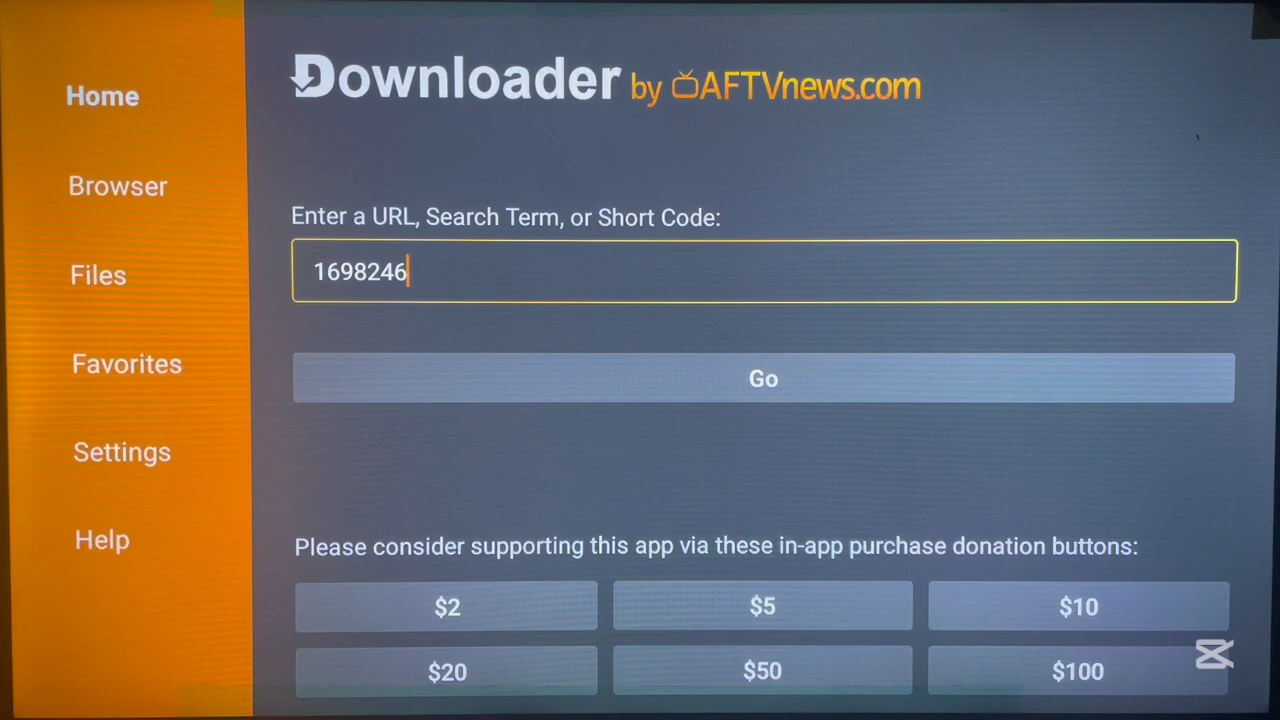 Downloader by AFTVnews.com
Home
Browser
Files
Favorites
Settings
Help
Enter a URL, Search Term, or Short Code:
1698246
Go
Please consider supporting this app via these in-app purchase donation buttons:
$2 $5 $10
$20 $50 $100